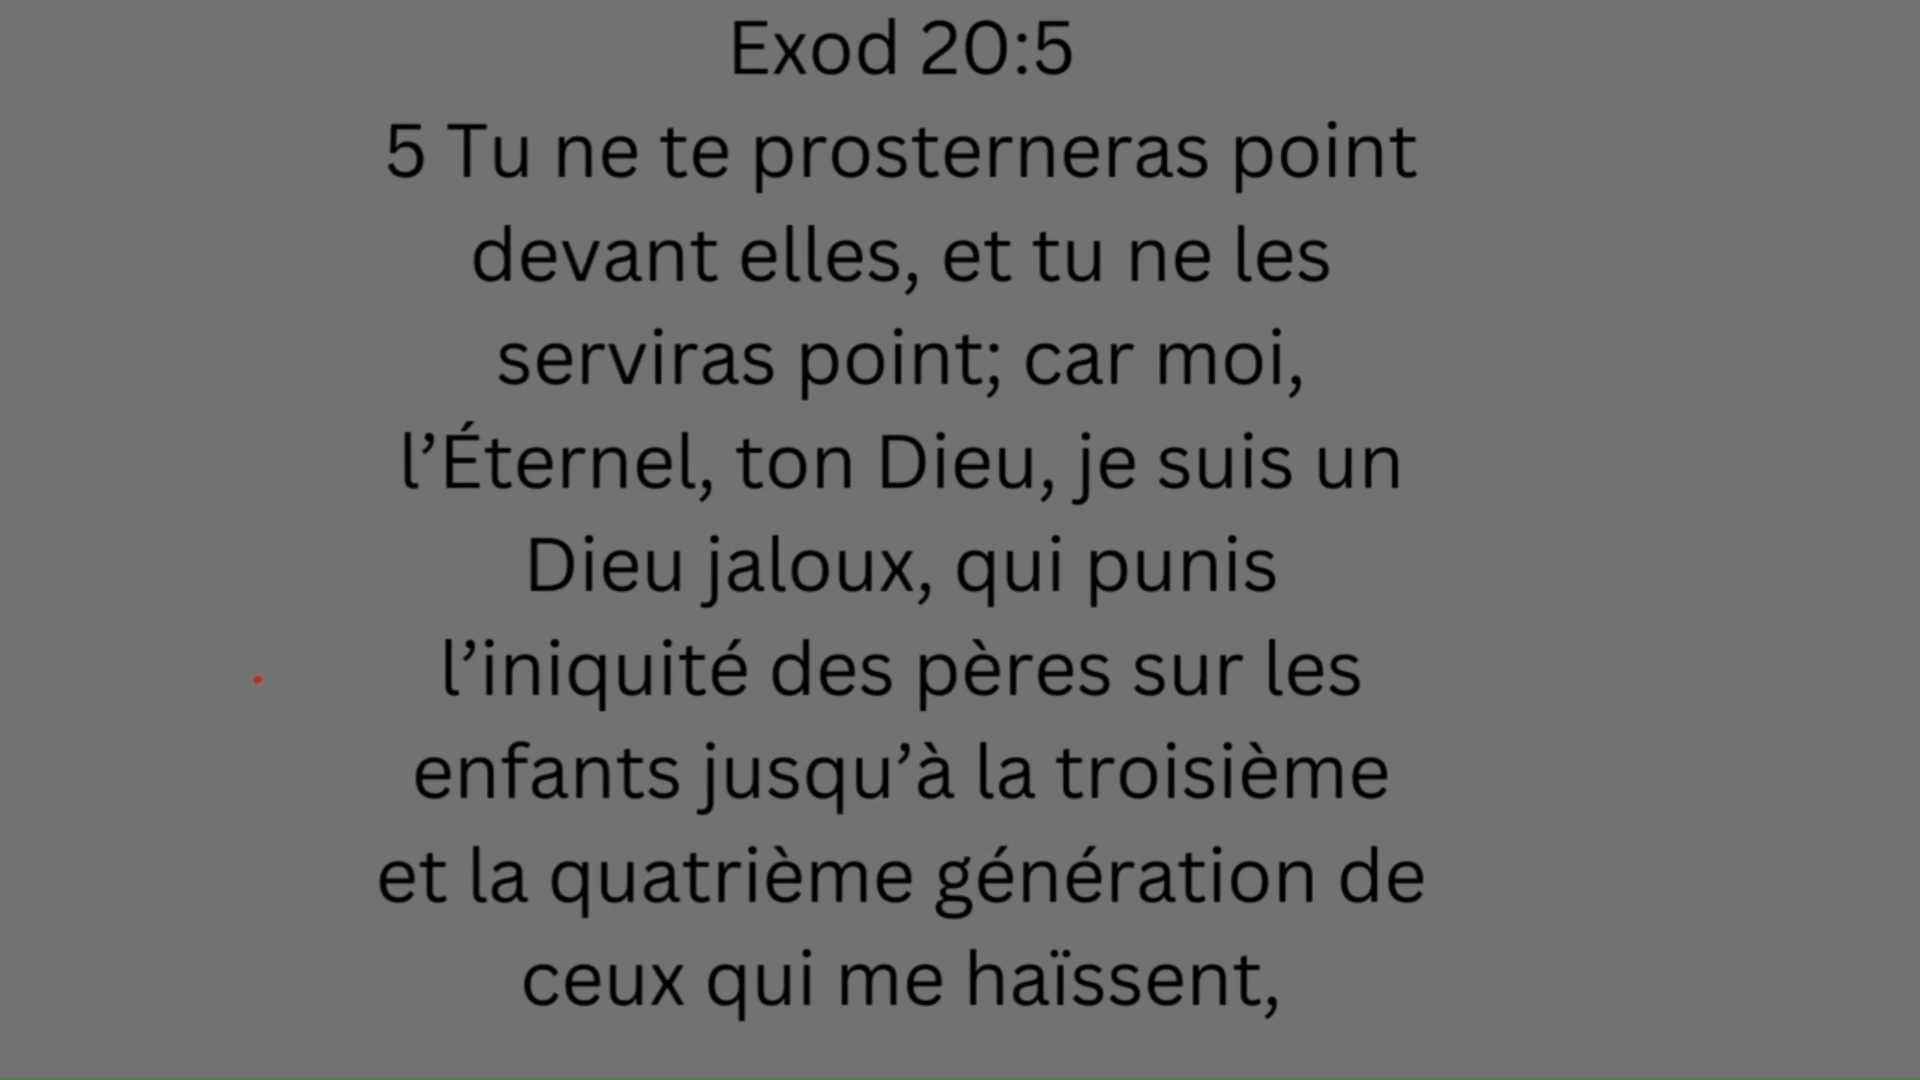 Exod 20:5
5 Tu ne te prosterneras point
devant elles, et tu ne les
serviras point; car moi,
l’Éternel, ton Dieu, je suis un
Dieu jaloux, qui punis
l’iniquité des pères sur les
enfants jusqu’à la troisième
et la quatrième génération de
ceux qui me haïssent,